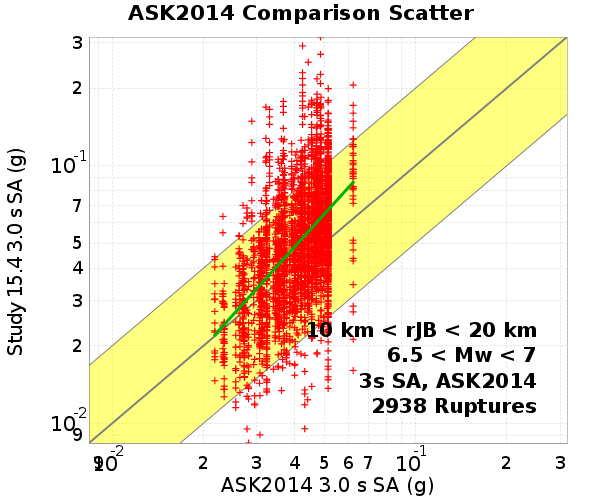 ASK2014 Comparison Scatter
Study 15.4 3.0 s SA (g)
3
2
10-1
7
5
4
3
2
10-2
9
10 km < rJB < 20 km
6.5 < Mw < 7
3s SA, ASK2014
2938 Ruptures
9 10-2 2 3 4 5 6 7 10-1 2 3
ASK2014 3.0 s SA (g)